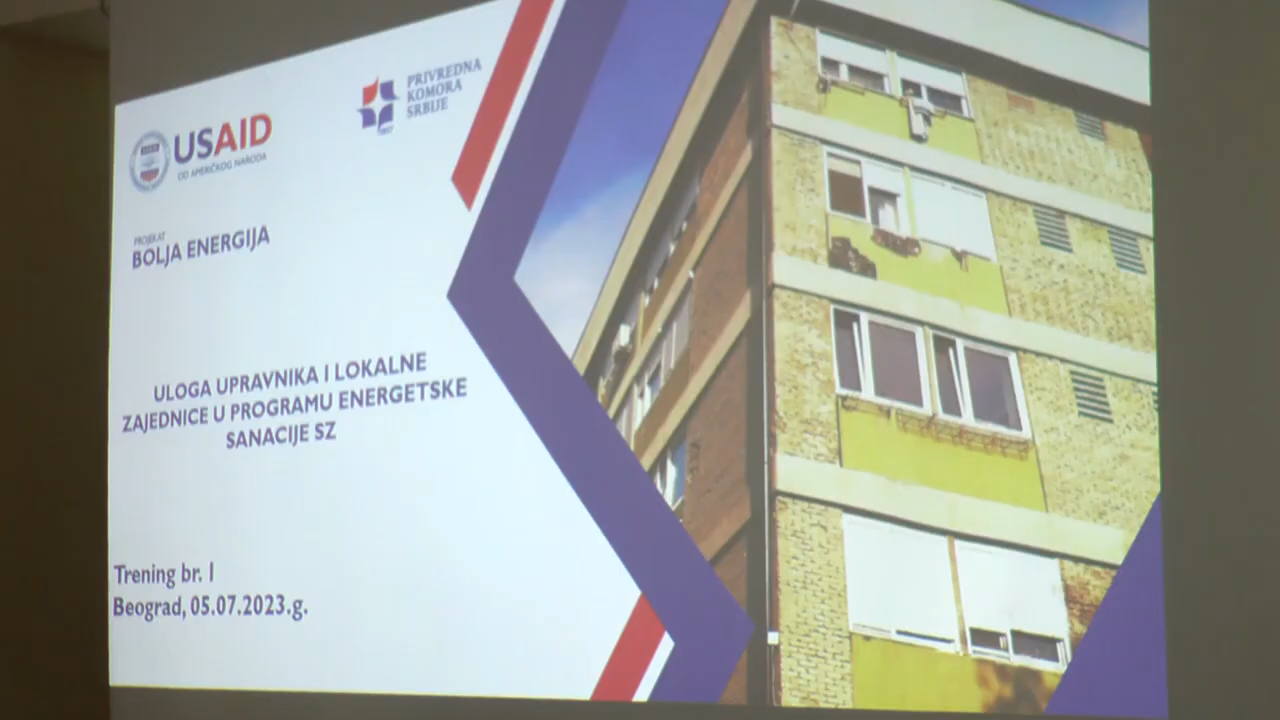 USAID
OD AMERIČKOG NARODA
PRIVREDNA
KOMORA
SRBIJE
PROJEKAT
BOLJA ENERGIJA
ULOGA UPRAVNIKA I LOKALNE
ZAJEDNICE U PROGRAMU ENERGETSKE
SANACIJE SZ
Trening br. 1
Beograd, 05.07.2023.g.